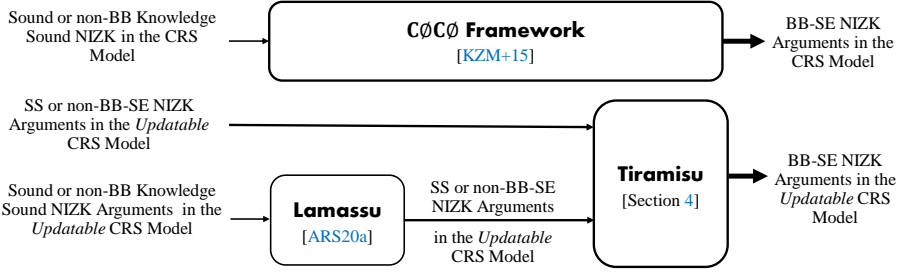 Sound or non-BB Knowledge
Sound NIZK in the CRS
Model
CØCØ Framework
[KZM+15]
BB-SE NIZK
Arguments in the
CRS Model
SS or non-BB-SE NIZK
Arguments in the Updatable
CRS Model
Sound or non-BB Knowledge
Sound NIZK Arguments in the
Updatable CRS Model
Lamassu
[ARS20a]
SS or non-BB-SE
NIZK Arguments
in the Updatable
CRS Model
Tiramisu
[Section 4]
BB-SE NIZK
Arguments in the
Updatable CRS
Model